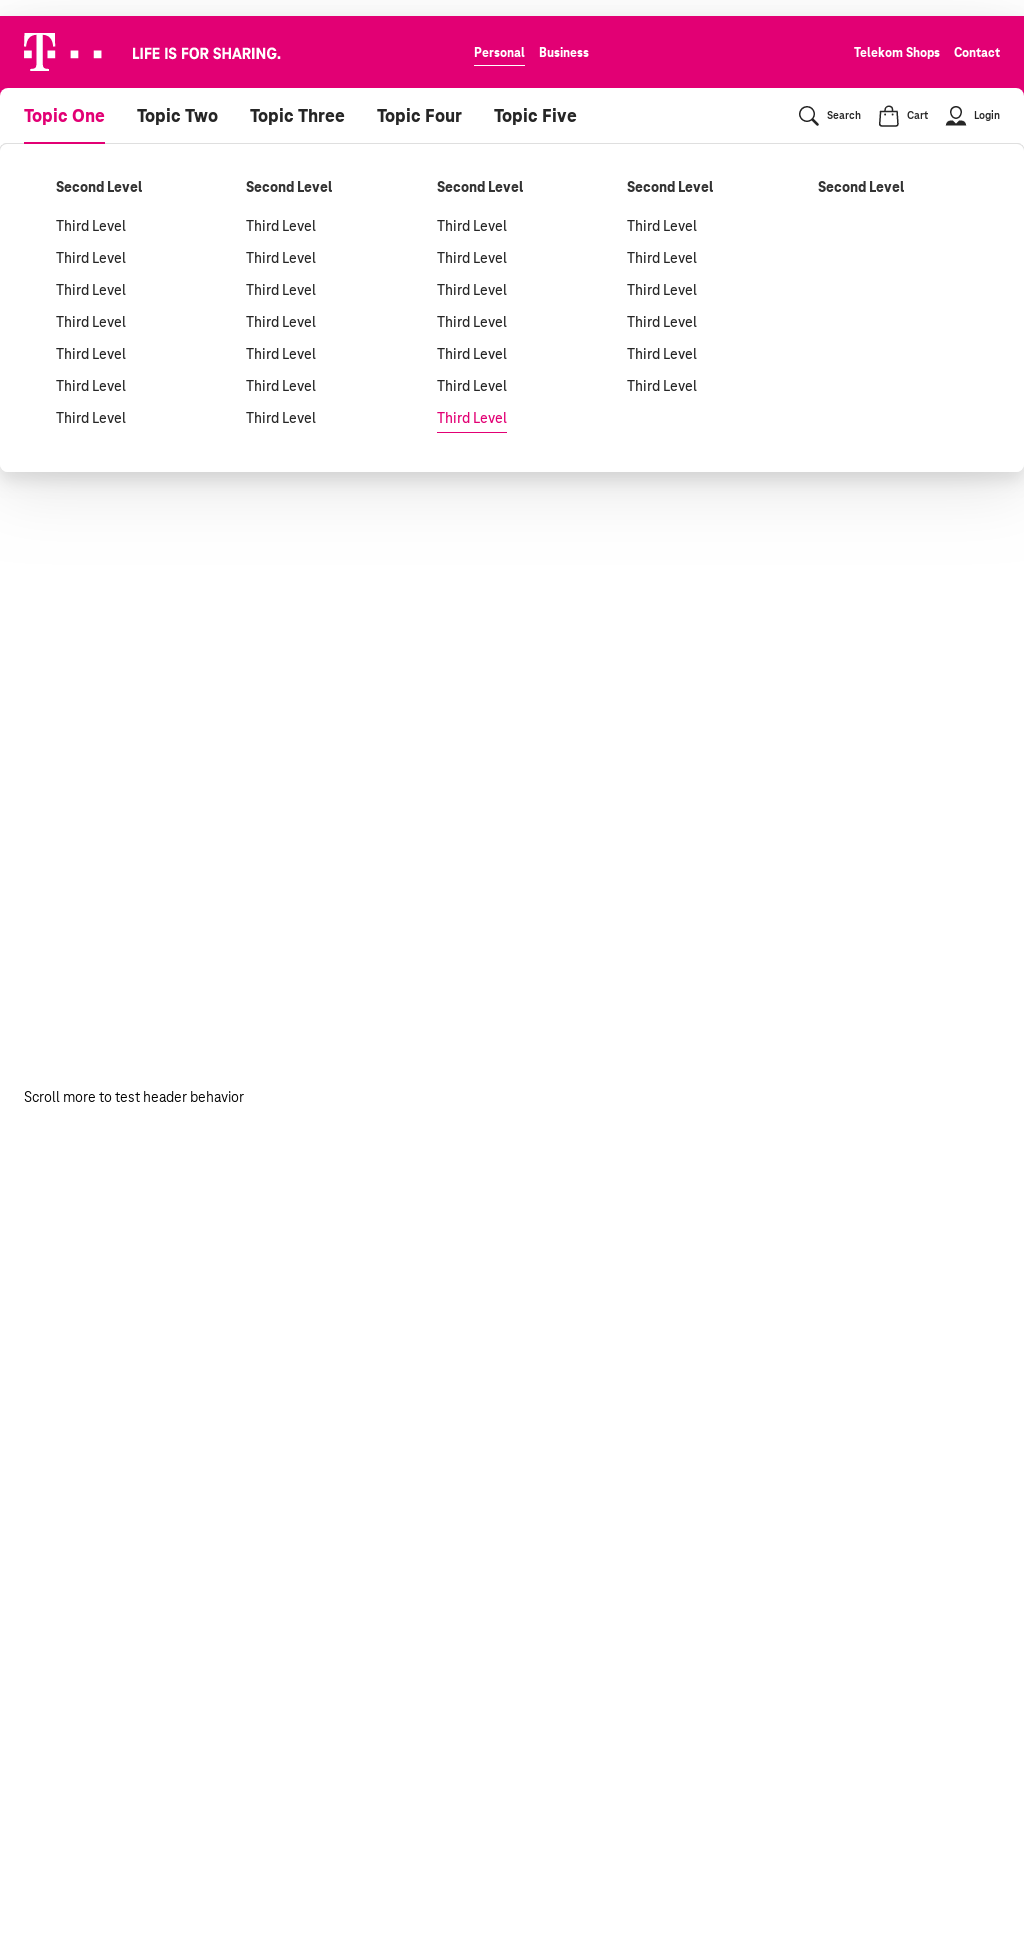 T
LIFE IS FOR SHARING.
Personal Business
Telekom Shops Contact
Topic One Topic Two Topic Three Topic Four Topic Five
Search Cart Login
Second Level Second Level Second Level Second Level Second Level
Third Level Third Level Third Level Third Level
Third Level Third Level Third Level Third Level
Third Level Third Level Third Level Third Level
Third Level Third Level Third Level Third Level
Third Level Third Level Third Level Third Level
Third Level Third Level Third Level Third Level
Third Level Third Level Third Level
Scroll more to test header behavior